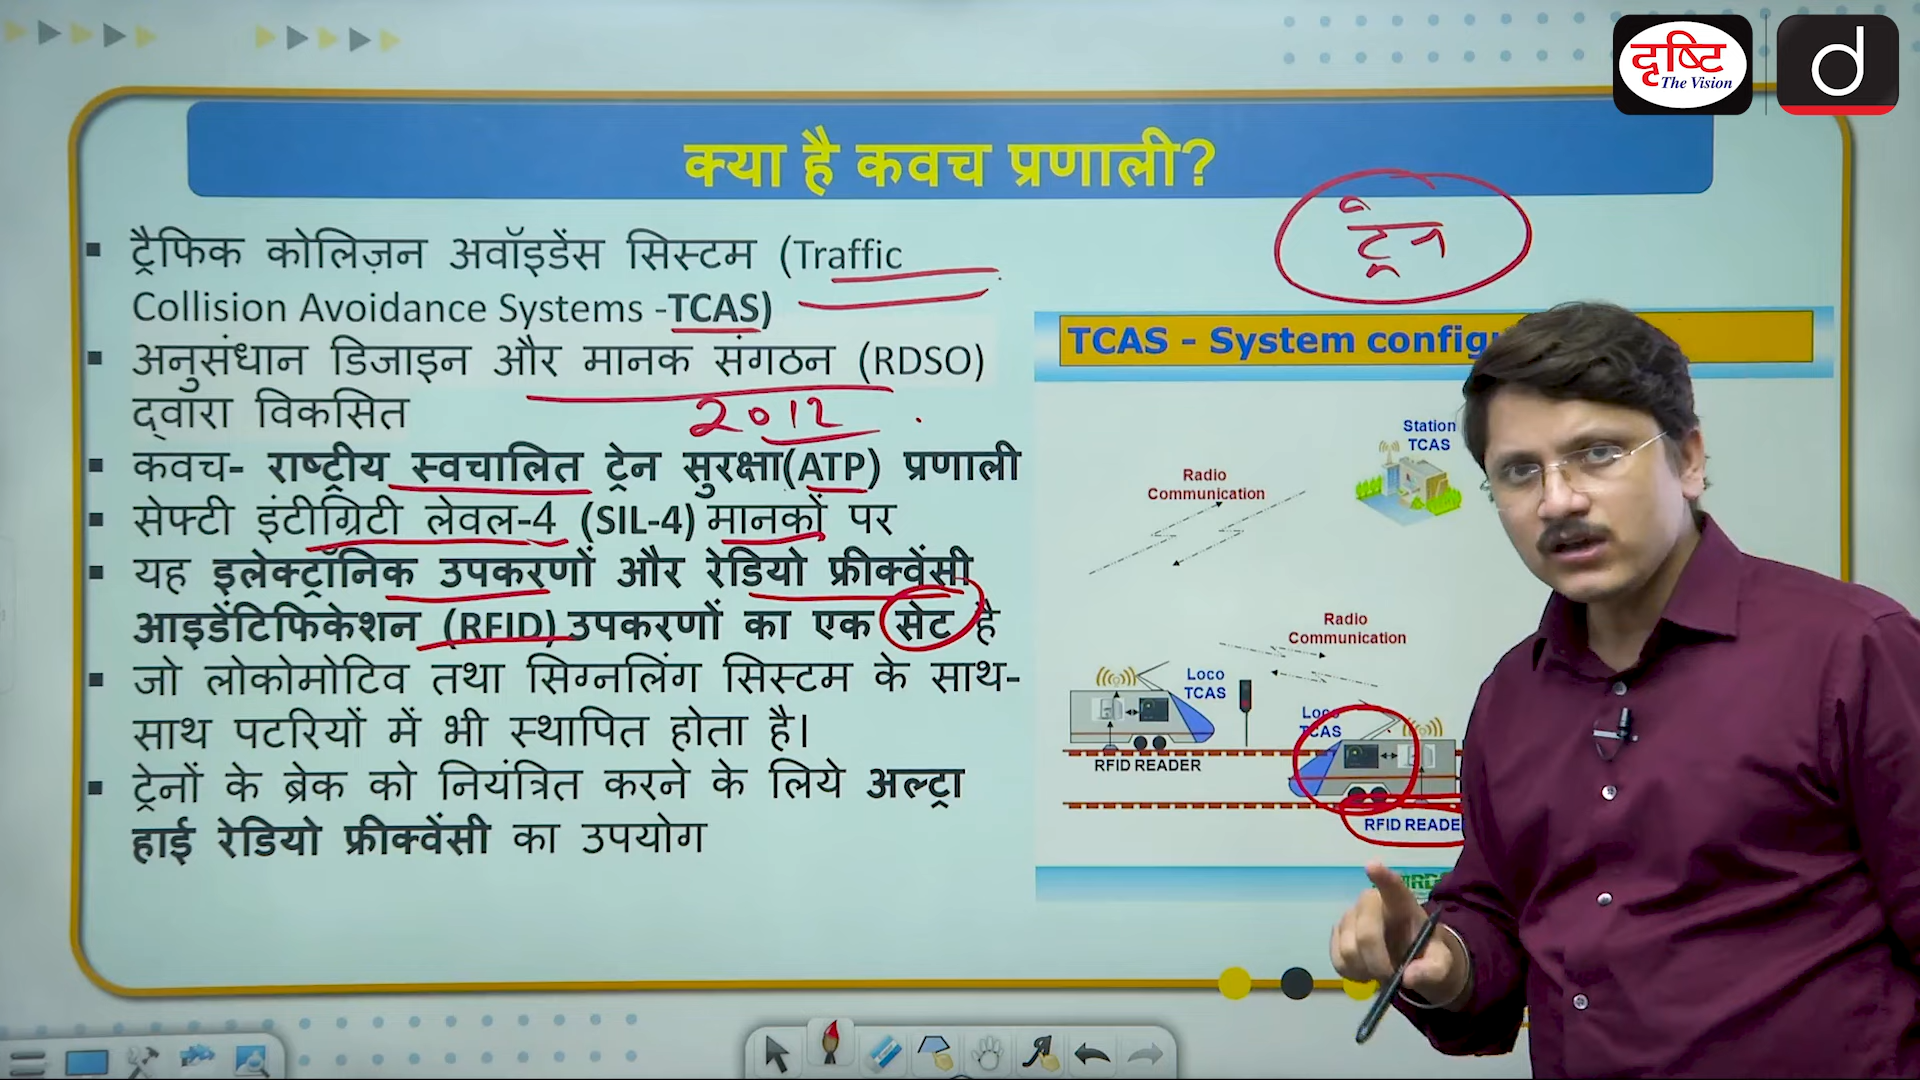 दृष्टि
The Vision
d
क्या है कवच प्रणाली?
ट्रेन
▪ ट्रैफिक कोलिज़न अवॉइडेंस सिस्टम (Traffic
Collision Avoidance Systems -TCAS)
▪ अनुसंधान डिजाइन और मानक संगठन (RDSO)
द्वारा विकसित
2012
▪ कवच- राष्ट्रीय स्वचालित ट्रेन सुरक्षा(ATP) प्रणाली
▪ सेफ्टी इंटीग्रिटी लेवल-4 (SIL-4) मानकों पर
▪ यह इलेक्ट्रॉनिक उपकरणों और रेडियो फ्रीक्वेंसी
आइडेंटिफिकेशन (RFID) उपकरणों का एक सेट है
▪ जो लोकोमोटिव तथा सिग्नलिंग सिस्टम के साथ-
साथ पटरियों में भी स्थापित होता है।
▪ ट्रेनों के ब्रेक को नियंत्रित करने के लिये अल्ट्रा
हाई रेडियो फ्रीक्वेंसी का उपयोग
TCAS - System config
Station
TCAS
Radio
Communication
Radio
Communication
Loco
TCAS
Loco
TCAS
RFID READER
RFID READE